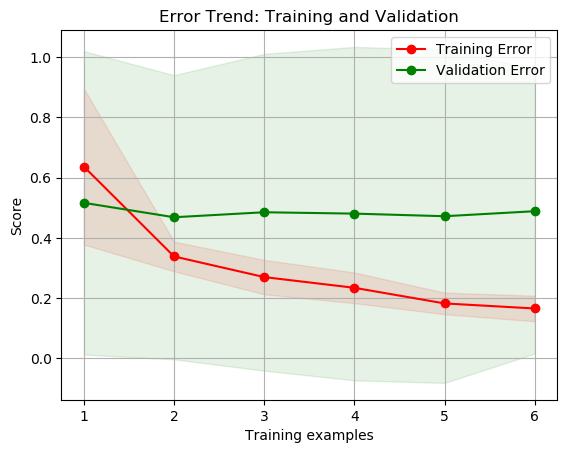 Error Trend: Training and Validation
Training Error
Validation Error
Score
1.0
0.8
0.6
0.4
0.2
0.0
1 2 3 4 5 6
Training examples